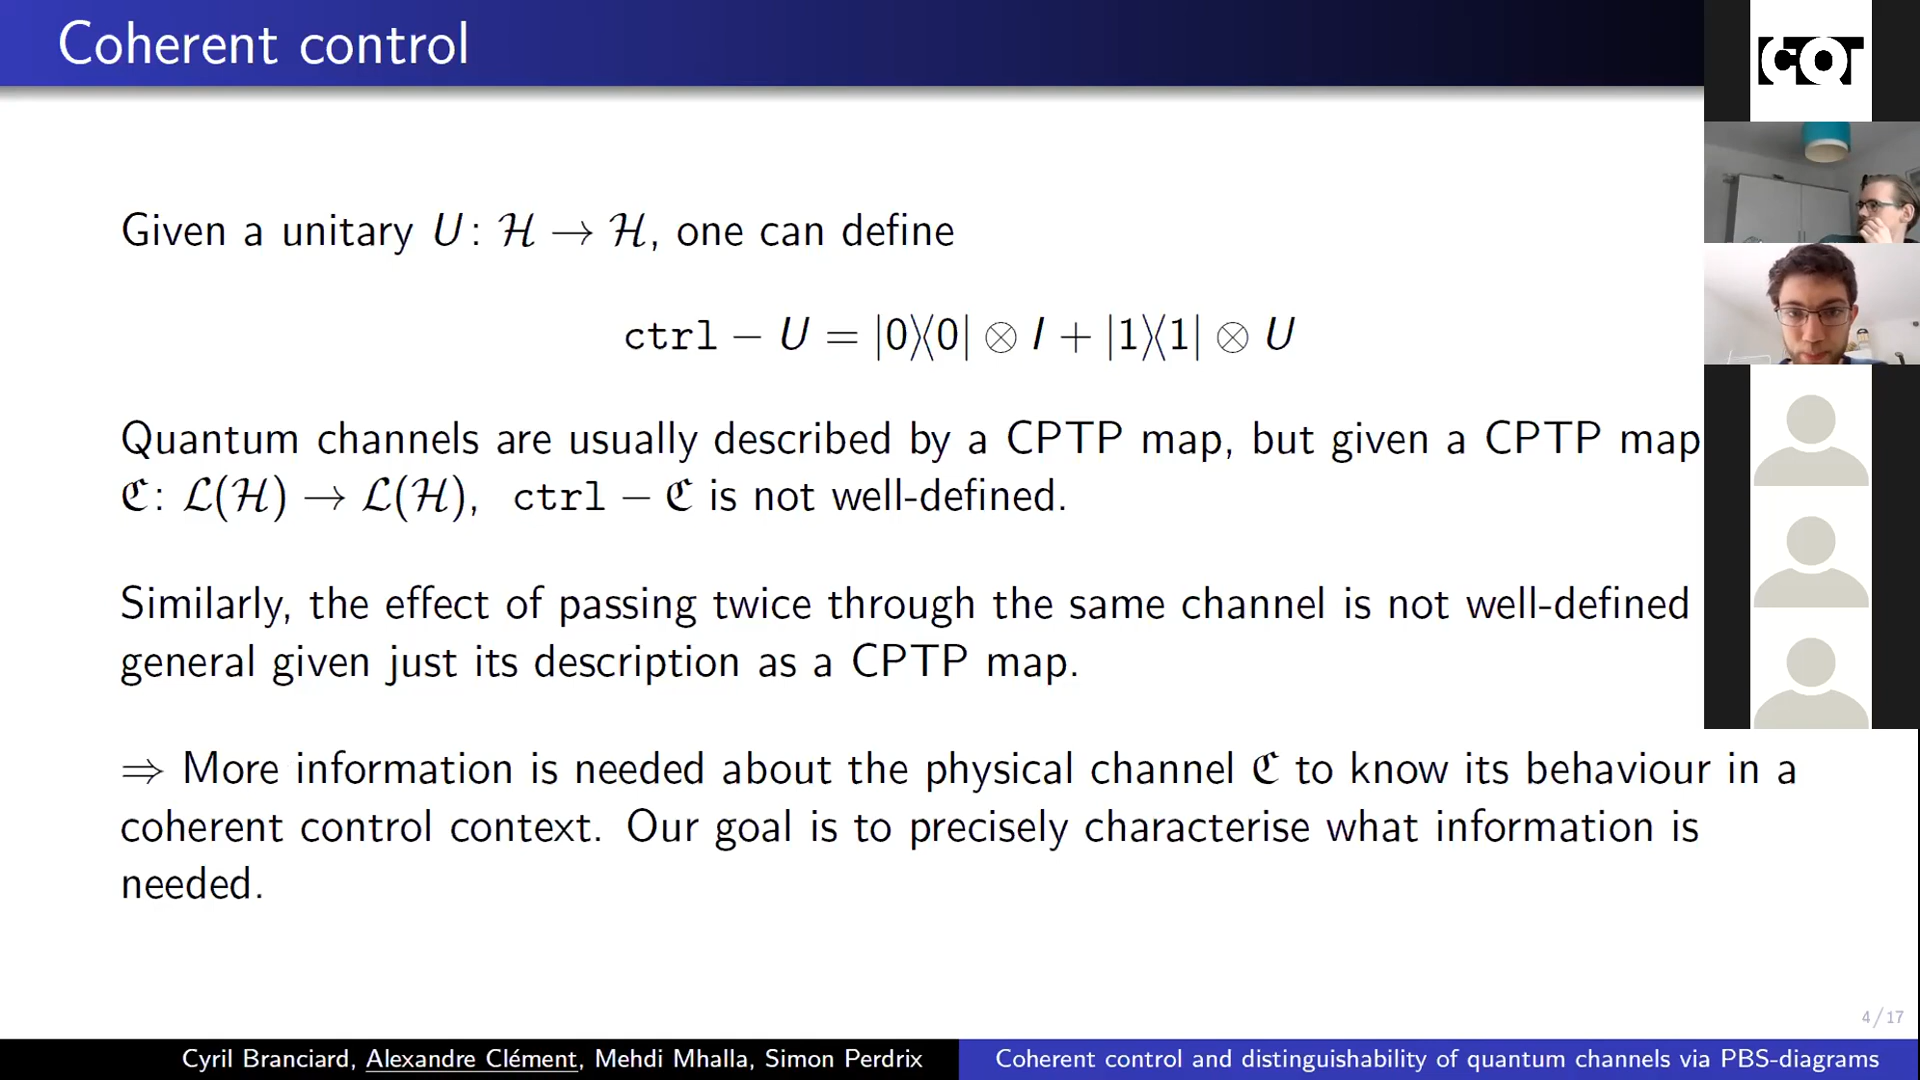 Coherent control
CQT
Given a unitary U: ℋ → ℋ, one can define
ctrl − U = |0⟩⟨0| ⊗ I + |1⟩⟨1| ⊗ U
Quantum channels are usually described by a CPTP map, but given a CPTP map
ℭ: ℒ(ℋ) → ℒ(ℋ), ctrl − ℭ is not well-defined.
Similarly, the effect of passing twice through the same channel is not well-defined
general given just its description as a CPTP map.
⇒ More information is needed about the physical channel ℭ to know its behaviour in a
coherent control context. Our goal is to precisely characterise what information is
needed.
4 / 17
Cyril Branciard, Alexandre Clément, Mehdi Mhalla, Simon Perdrix
Coherent control and distinguishability of quantum channels via PBS-diagrams